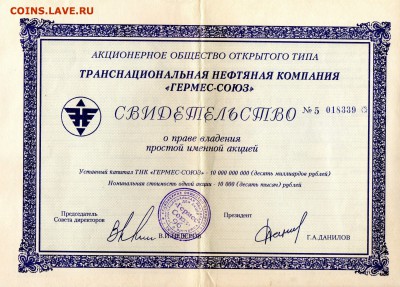 COINS.LAVE.RU
АКЦИОНЕРНОЕ ОБЩЕСТВО ОТКРЫТОГО ТИПА
ТРАНСНАЦИОНАЛЬНАЯ НЕФТЯНАЯ КОМПАНИЯ
«ГЕРМЕС-СОЮЗ»
СВИДЕТЕЛЬСТВО № 5 018339
о праве владения
простой именной акцией
Уставный капитал ТНК «ГЕРМЕС-СОЮЗ» - 10 000 000 000 (десять миллиардов рублей)
Номинальная стоимость одной акции - 10 000 (десять тысяч) рублей
Председатель
Совета директоров
Президент
Гермес
Союз
Г.А.ДАНИЛОВ